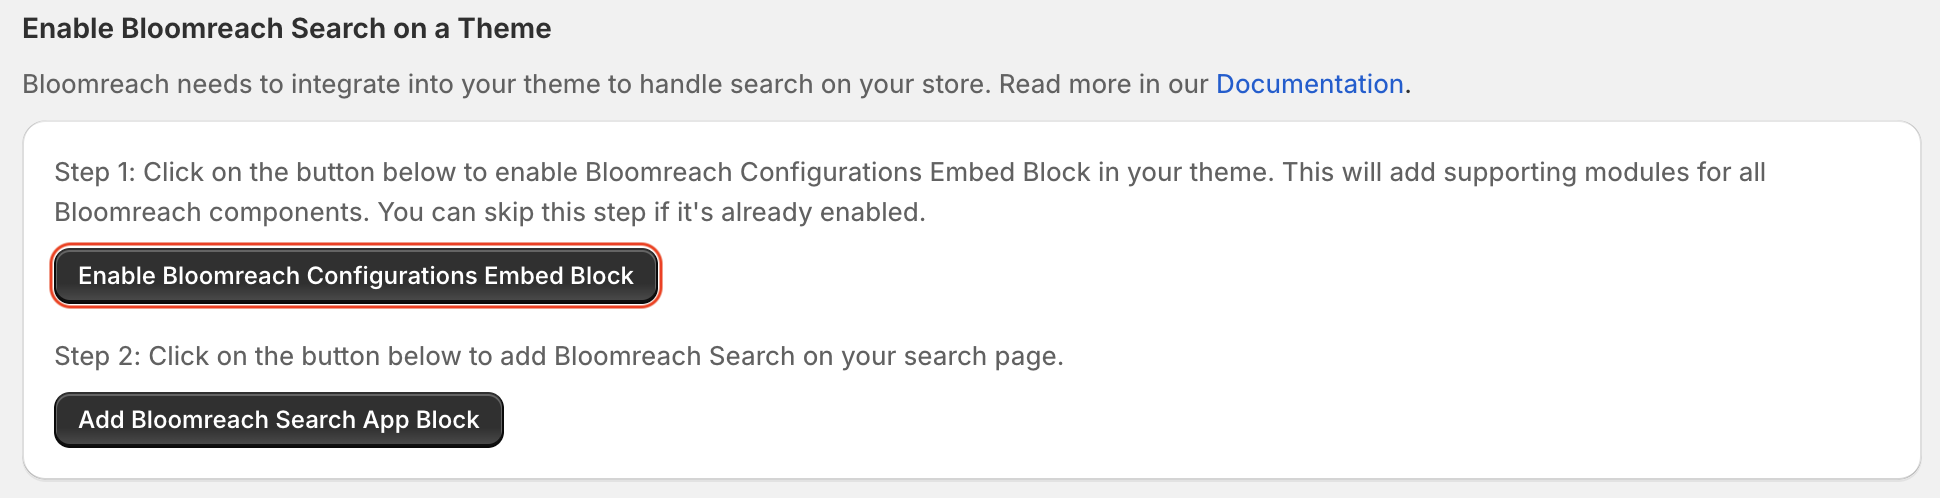 Enable Bloomreach Search on a Theme
Bloomreach needs to integrate into your theme to handle search on your store. Read more in our Documentation.
Step 1: Click on the button below to enable Bloomreach Configurations Embed Block in your theme. This will add supporting modules for all
Bloomreach components. You can skip this step if it's already enabled.
Enable Bloomreach Configurations Embed Block
Step 2: Click on the button below to add Bloomreach Search on your search page.
Add Bloomreach Search App Block